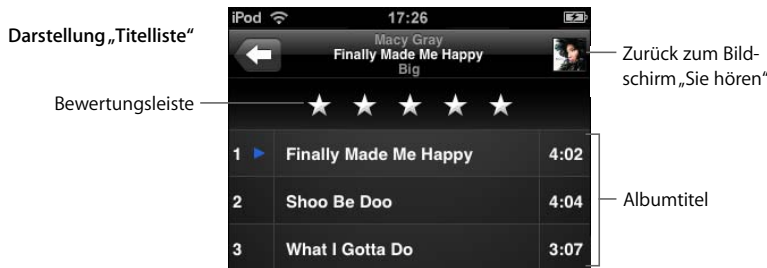 Darstellung „Titelliste“
iPod 17:26
Macy Gray
Finally Made Me Happy
Big
Zurück zum Bild-
schirm „Sie hören“
Bewertungsleiste
1 Finally Made Me Happy 4:02
2 Shoo Be Doo 4:04
Albumtitel
3 What I Gotta Do 3:07